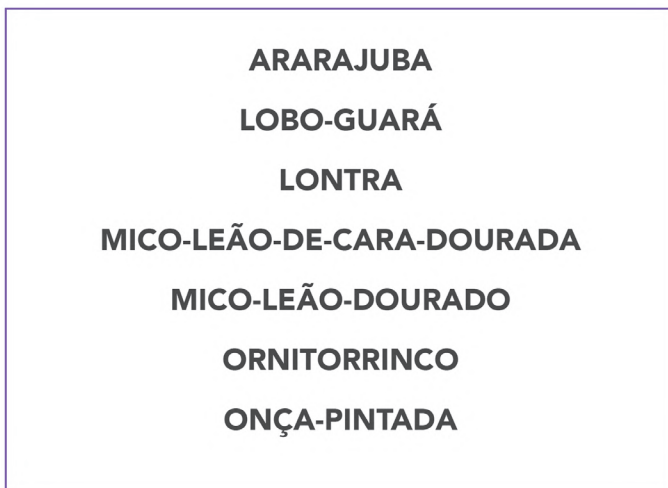 ARARAJUBA
LOBO-GUARÁ
LONTRA
MICO-LEÃO-DE-CARA-DOURADA
MICO-LEÃO-DOURADO
ORNITORRINCO
ONÇA-PINTADA